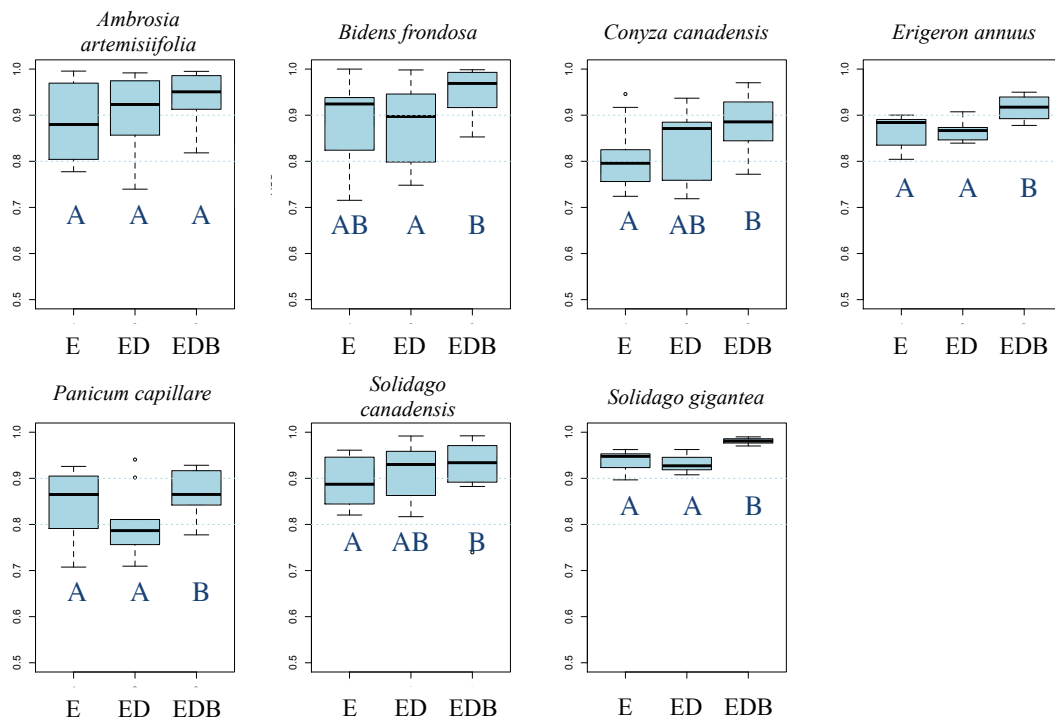 Ambrosia
artemisiifolia
Bidens frondosa
Conyza canadensis
Erigeron annuus
1.0
0.9
0.8
0.7
0.6
0.5
A A A
E ED EDB
1.0
0.9
0.8
0.7
0.6
0.5
AB A B
E ED EDB
1.0
0.9
0.8
0.7
0.6
0.5
A AB B
E ED EDB
1.0
0.9
0.8
0.7
0.6
0.5
A A B
E ED EDB
Panicum capillare
Solidago
canadensis
Solidago gigantea
1.0
0.9
0.8
0.7
0.6
0.5
A A B
E ED EDB
1.0
0.9
0.8
0.7
0.6
0.5
A AB B
E ED EDB
1.0
0.9
0.8
0.7
0.6
0.5
A A B
E ED EDB